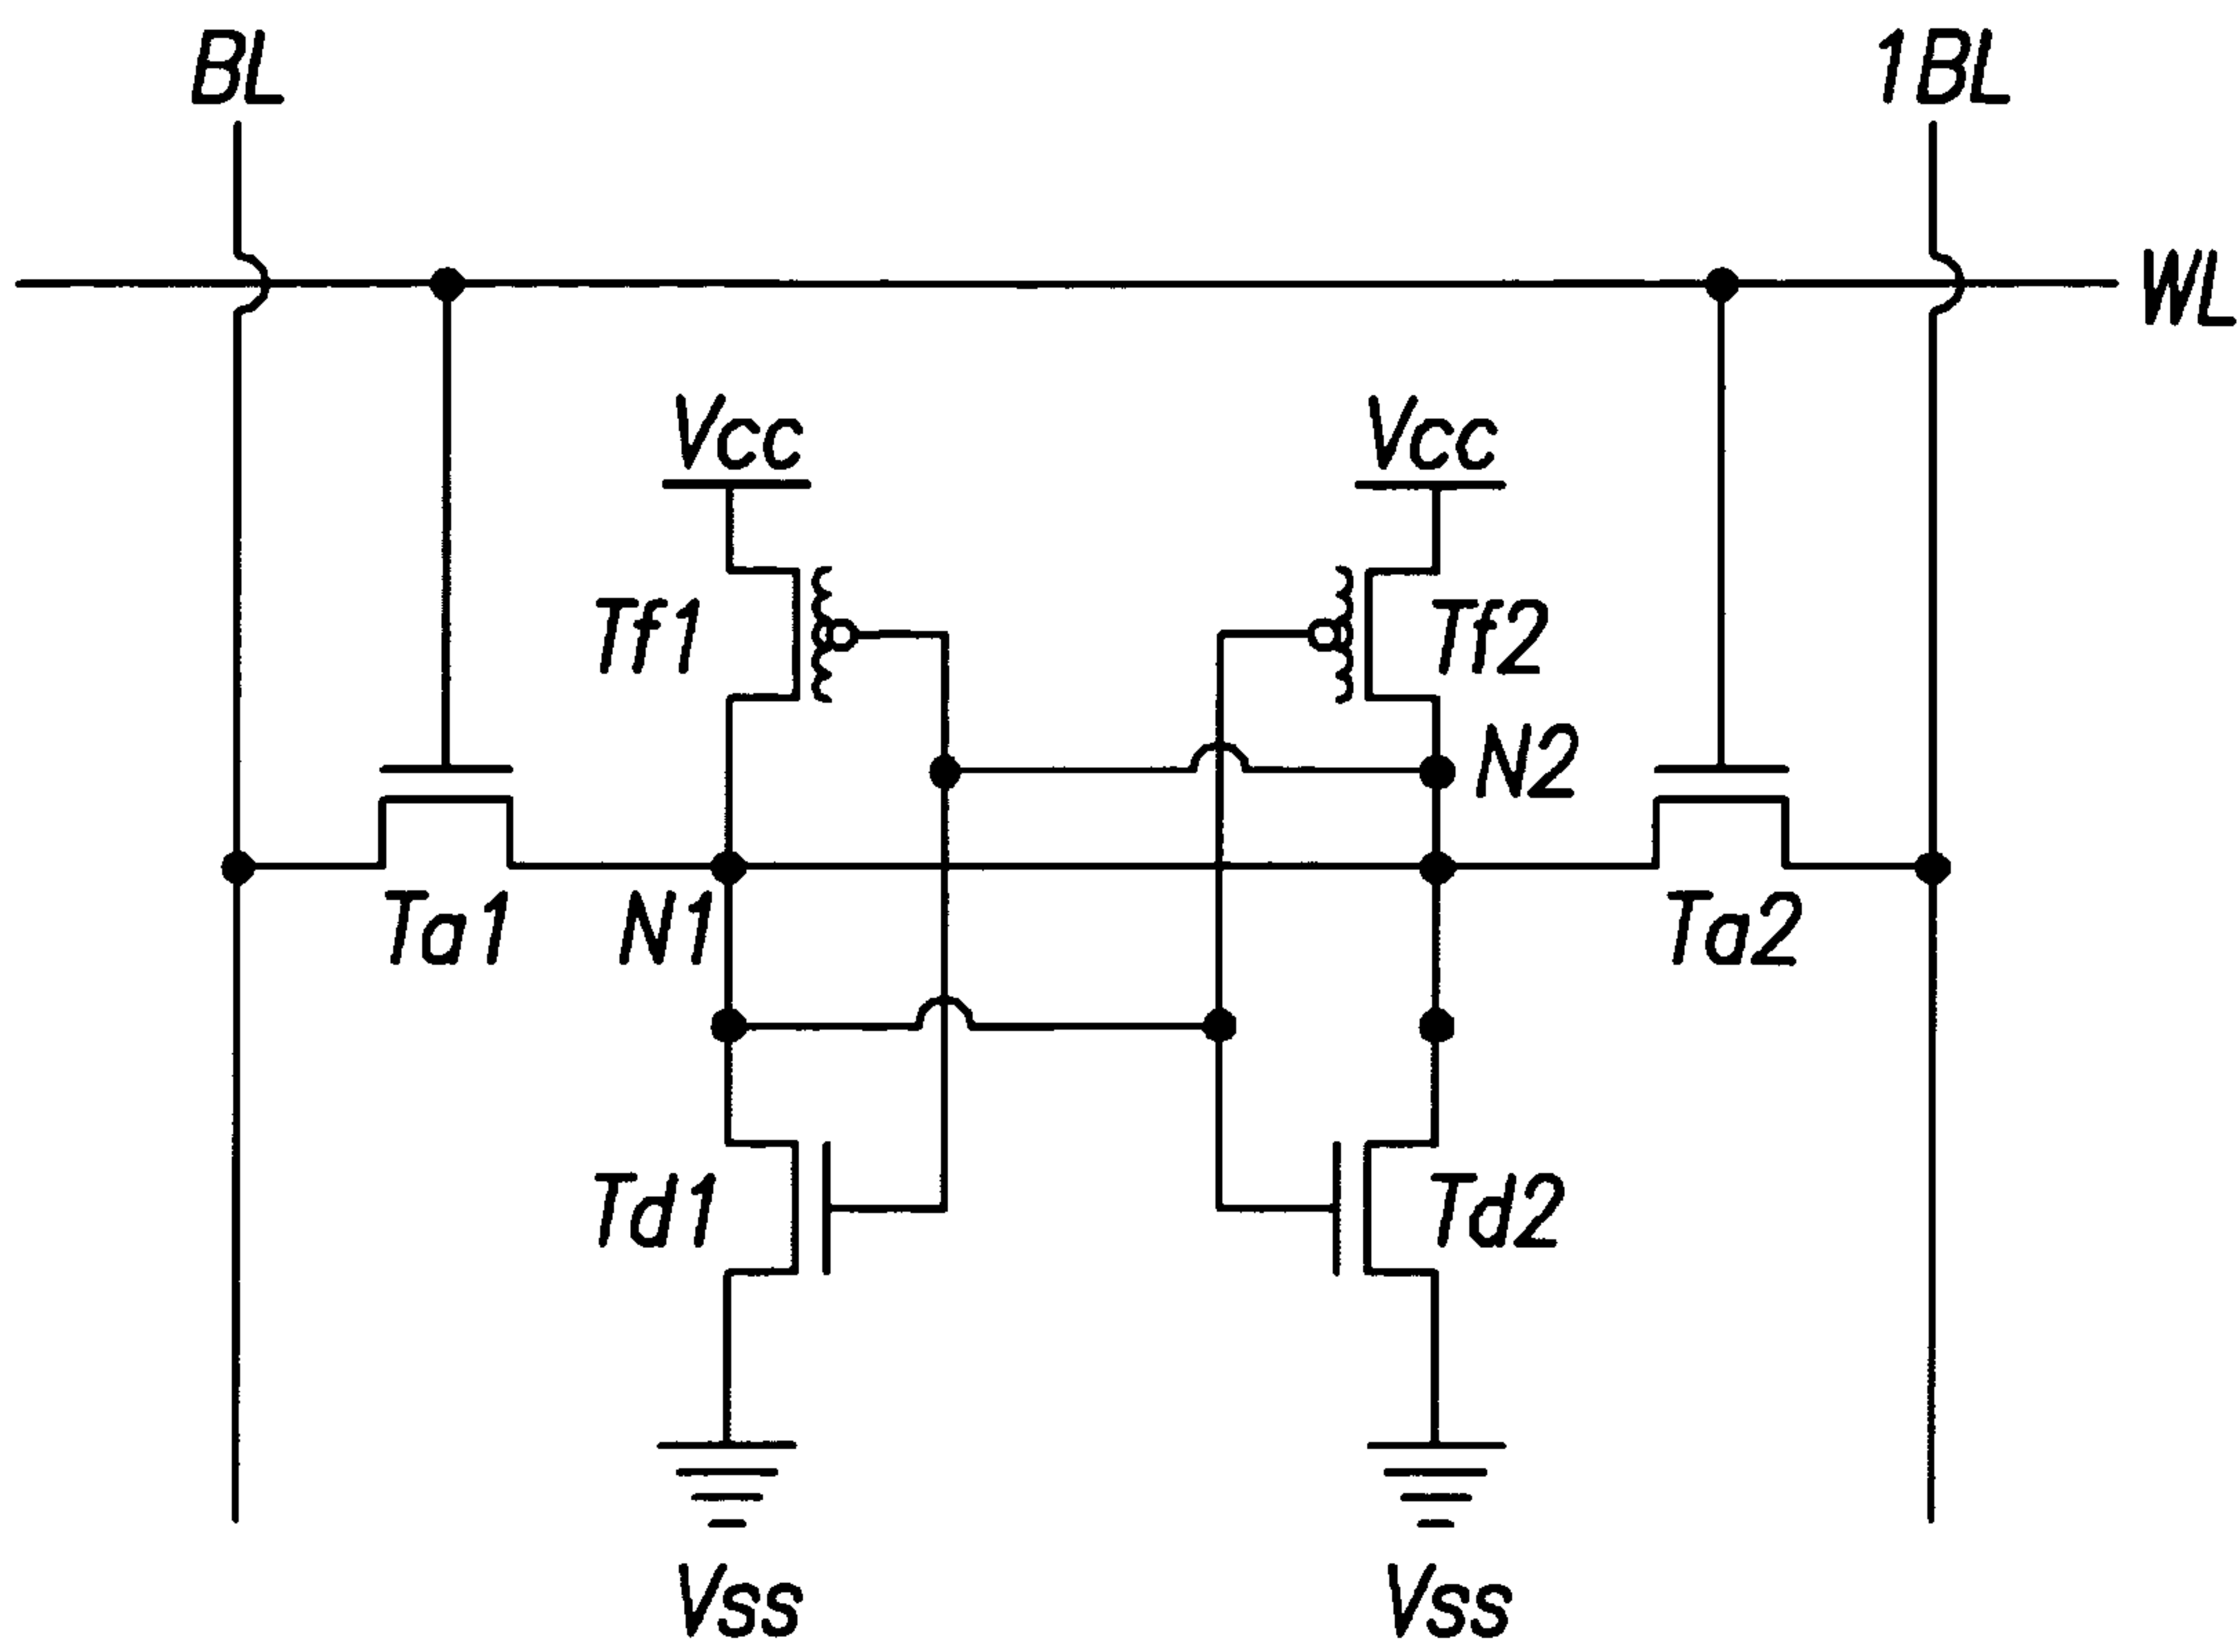 BL
1BL
WL
Vcc
Vcc
Tf1
Tf2
N2
Ta1
N1
Ta2
Td1
Td2
Vss
Vss